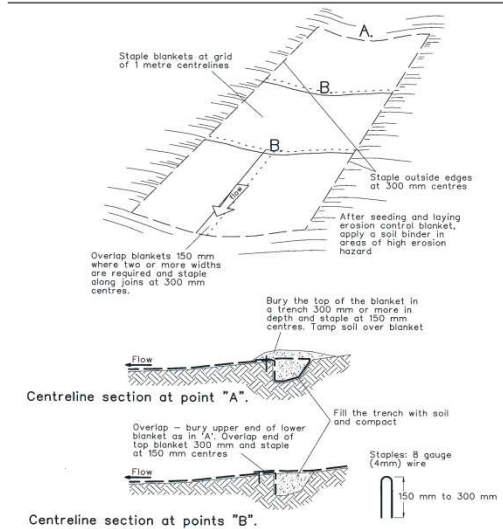 A.
Staple blankets at grid
of 1 metre centrelines
B.
B.
Staple outside edges
at 300 mm centres
flow
After seeding and laying
erosion control blanket,
apply a soil binder in
areas of high erosion
hazard
Overlap blankets 150 mm
where two or more widths
are required and staple
along joins at 300 mm
centres.
Bury the top of the blanket in
a trench 300 mm or more in
depth and staple at 150 mm
centres. Tamp soil over blanket
Flow
Centreline section at point "A".
Fill the trench with soil
and compact
Overlap – bury upper end of lower
blanket as in 'A'. Overlap end of
top blanket 300 mm and staple
at 150 mm centres
Staples: 8 gauge
(4mm) wire
Flow
150 mm to 300 mm
Centreline section at points "B".